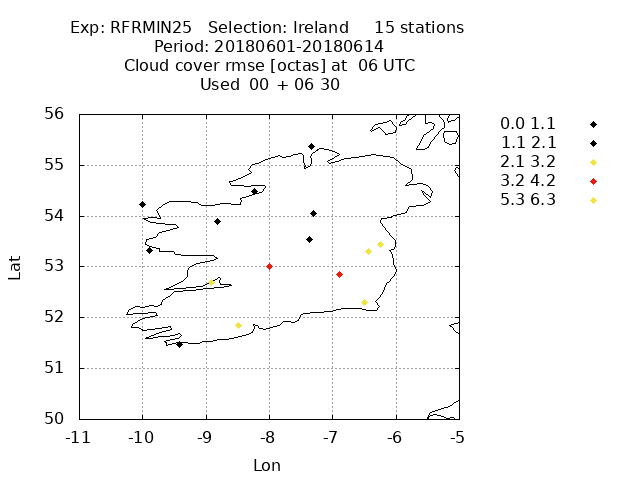 Exp: RFRMIN25 Selection: Ireland 15 stations
Period: 20180601-20180614
Cloud cover rmse [octas] at 06 UTC
Used 00 + 06 30
0.0 1.1
1.1 2.1
2.1 3.2
3.2 4.2
5.3 6.3
56
55
54
53
52
51
50
Lat
-11 -10 -9 -8 -7 -6 -5
Lon